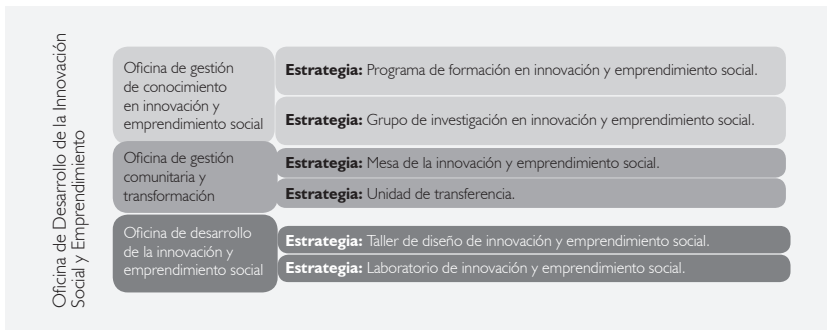 Oficina de Desarrollo de la Innovación
Social y Emprendimiento
Oficina de gestión
de conocimiento
en innovación y
emprendimiento social
Estrategia: Programa de formación en innovación y emprendimiento social.
Estrategia: Grupo de investigación en innovación y emprendimiento social.
Oficina de gestión
comunitaria y
transformación
Estrategia: Mesa de la innovación y emprendimiento social.
Estrategia: Unidad de transferencia.
Oficina de desarrollo
de la innovación y
emprendimiento social
Estrategia: Taller de diseño de innovación y emprendimiento social.
Estrategia: Laboratorio de innovación y emprendimiento social.